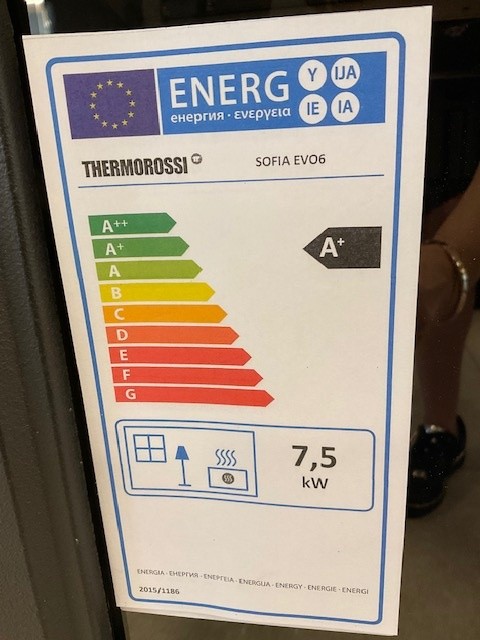 ENERG Y IJA
енергия · ενεργεια IE IA
THERMOROSSI SOFIA EVO6
A++
A+
A+
A
B
C
D
E
F
G
7,5
kW
ENERGIA · ЕНЕРГИЯ · ΕΝΕΡΓΕΙΑ · ENERGIJA · ENERGY · ENERGIE · ENERGI
2015/1186